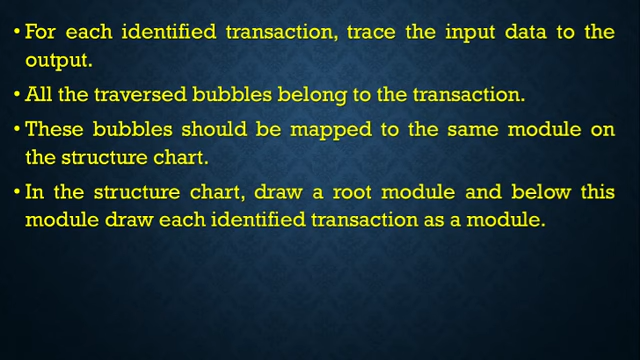 • For each identified transaction, trace the input data to the
output.
• All the traversed bubbles belong to the transaction.
• These bubbles should be mapped to the same module on
the structure chart.
• In the structure chart, draw a root module and below this
module draw each identified transaction as a module.